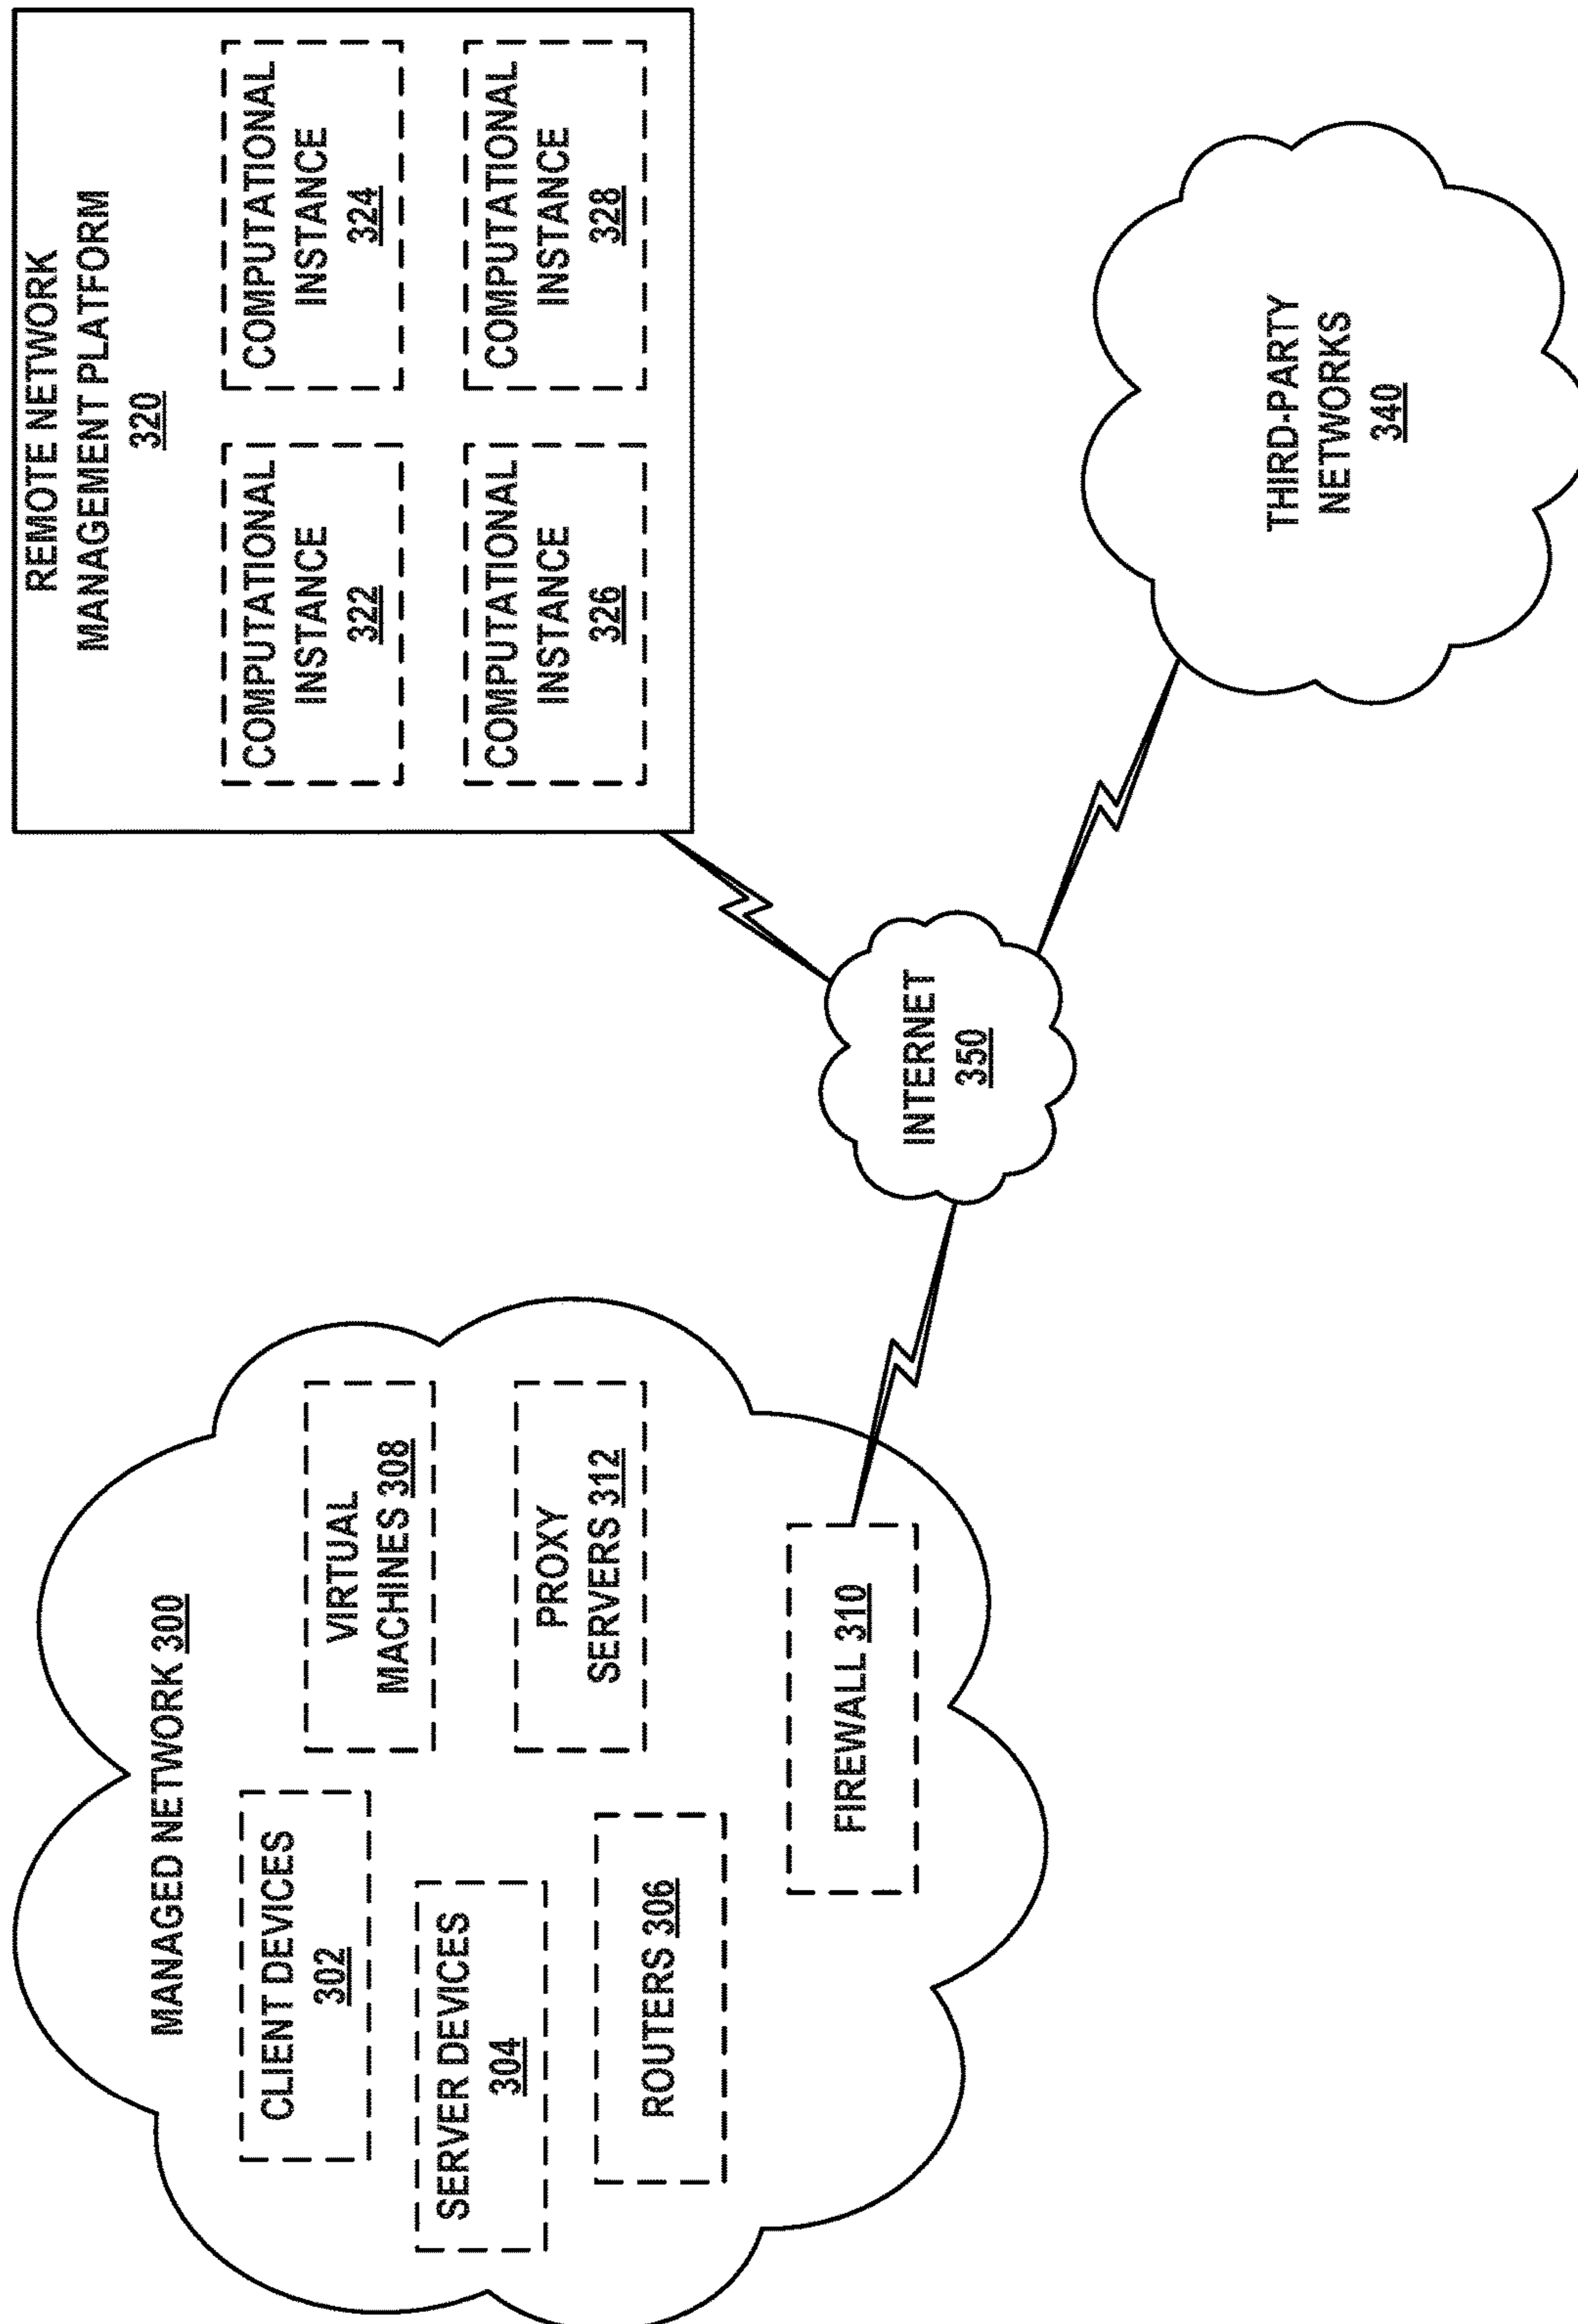 MANAGED NETWORK 300
CLIENT DEVICES
302
SERVER DEVICES
304
ROUTERS 306
VIRTUAL
MACHINES 308
PROXY
SERVERS 312
FIREWALL 310
INTERNET
350
REMOTE NETWORK
MANAGEMENT PLATFORM
320
COMPUTATIONAL
INSTANCE
322
COMPUTATIONAL
INSTANCE
324
COMPUTATIONAL
INSTANCE
326
COMPUTATIONAL
INSTANCE
328
THIRD-PARTY
NETWORKS
340